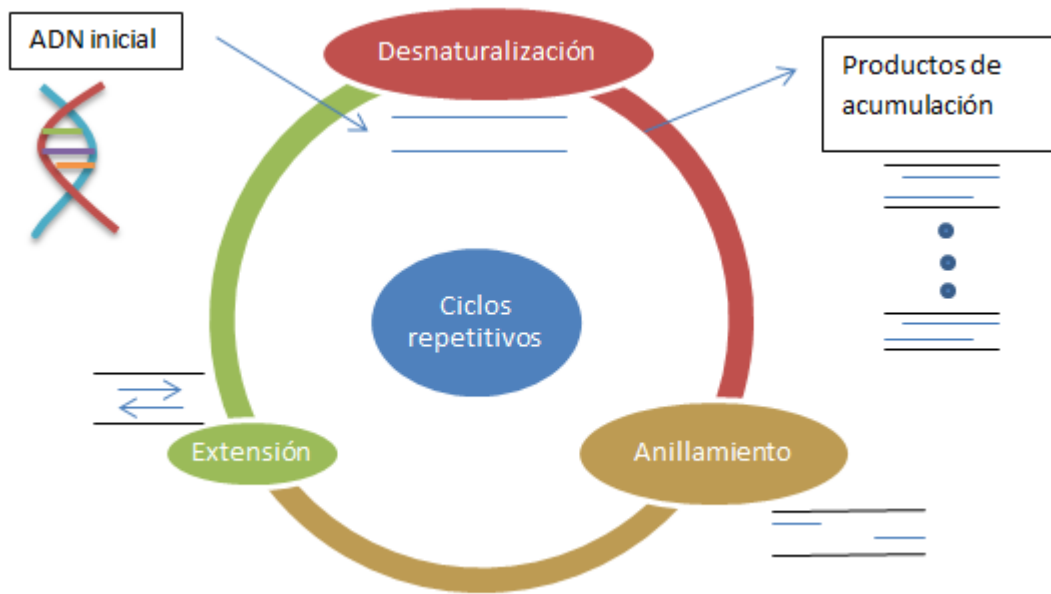 ADN inicial
Desnaturalización
Productos de
acumulación
Ciclos
repetitivos
Extensión
Anillamiento